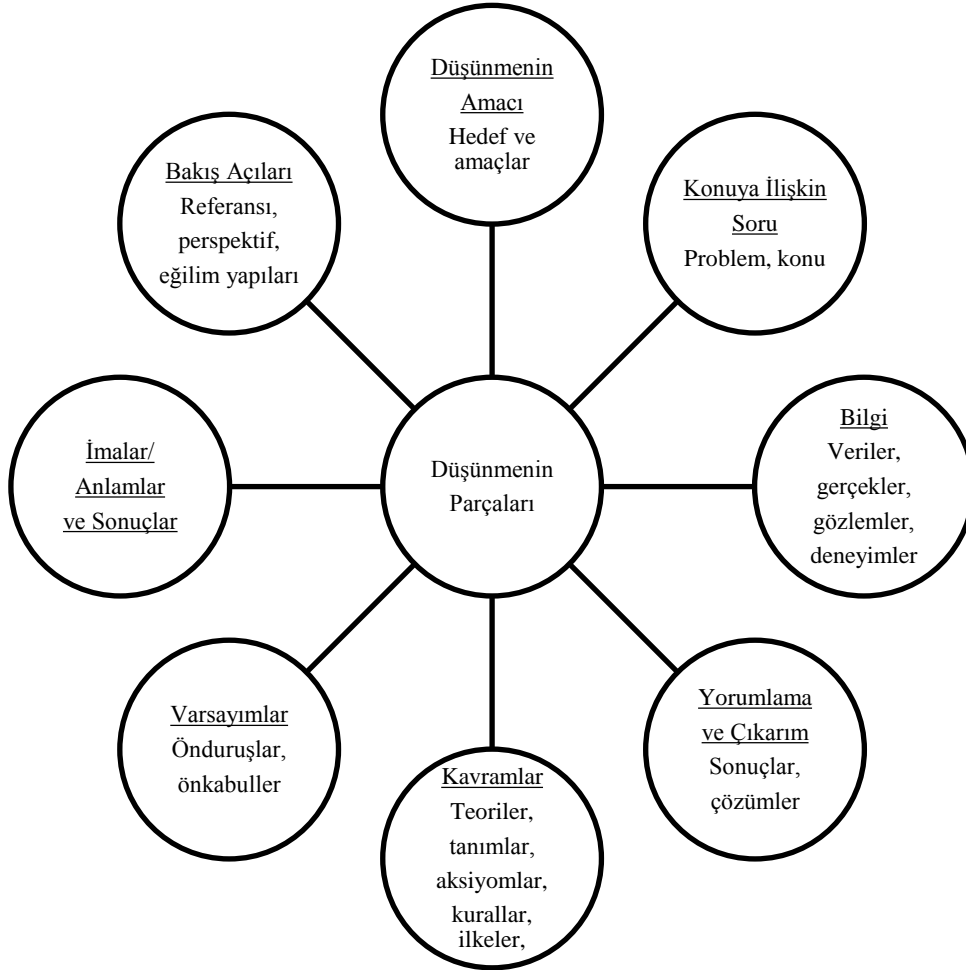 Düşünmenin
Amacı
Hedef ve
amaçlar
Konuya İlişkin
Soru
Problem, konu
Bilgi
Veriler,
gerçekler,
gözlemler,
deneyimler
Yorumlama
ve Çıkarım
Sonuçlar,
çözümler
Kavramlar
Teoriler,
tanımlar,
aksiyomlar,
kurallar,
ilkeler,
Varsayımlar
Önduruşlar,
önkabuller
İmalar/
Anlamlar
ve Sonuçlar
Bakış Açıları
Referansı,
perspektif,
eğilim yapıları
Düşünmenin
Parçaları